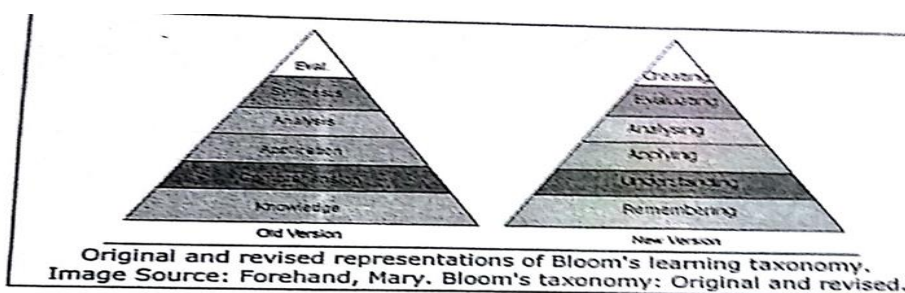 Eval.
Synthesis
Analysis
Application
Comprehension
Knowledge
Old Version
Creating
Evaluating
Analysing
Applying
Understanding
Remembering
New Version
Original and revised representations of Bloom's learning taxonomy.
Image Source: Forehand, Mary. Bloom's taxonomy: Original and revised.